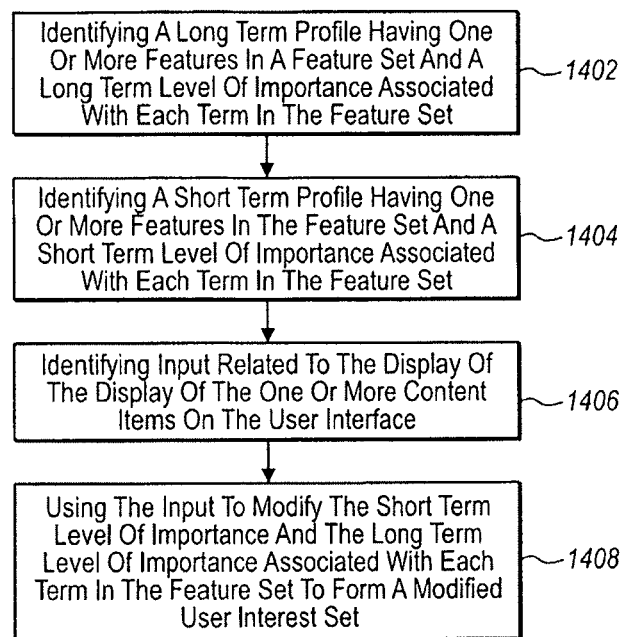 Identifying A Long Term Profile Having One
Or More Features In A Feature Set And A
Long Term Level Of Importance Associated
With Each Term In The Feature Set
1402
Identifying A Short Term Profile Having One
Or More Features In The Feature Set And A
Short Term Level Of Importance Associated
With Each Term In The Feature Set
1404
Identifying Input Related To The Display Of
The Display Of The One Or More Content
Items On The User Interface
1406
Using The Input To Modify The Short Term
Level Of Importance And The Long Term
Level Of Importance Associated With Each
Term In The Feature Set To Form A Modified
User Interest Set
1408